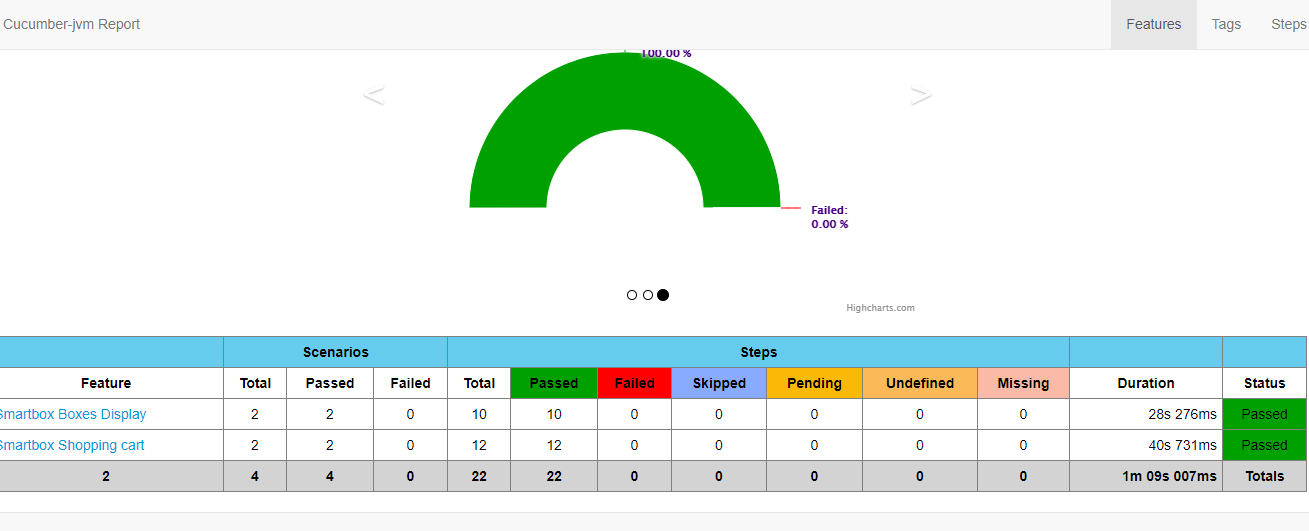 Cucumber-jvm Report Features Tags Steps
100.00 %
< >
Failed:
0.00 %
Highcharts.com
Scenarios Steps
Feature Total Passed Failed Total Passed Failed Skipped Pending Undefined Missing Duration Status
Smartbox Boxes Display 2 2 0 10 10 0 0 0 0 0 28s 276ms Passed
Smartbox Shopping cart 2 2 0 12 12 0 0 0 0 0 40s 731ms Passed
2 4 4 0 22 22 0 0 0 0 0 1m 09s 007ms Totals